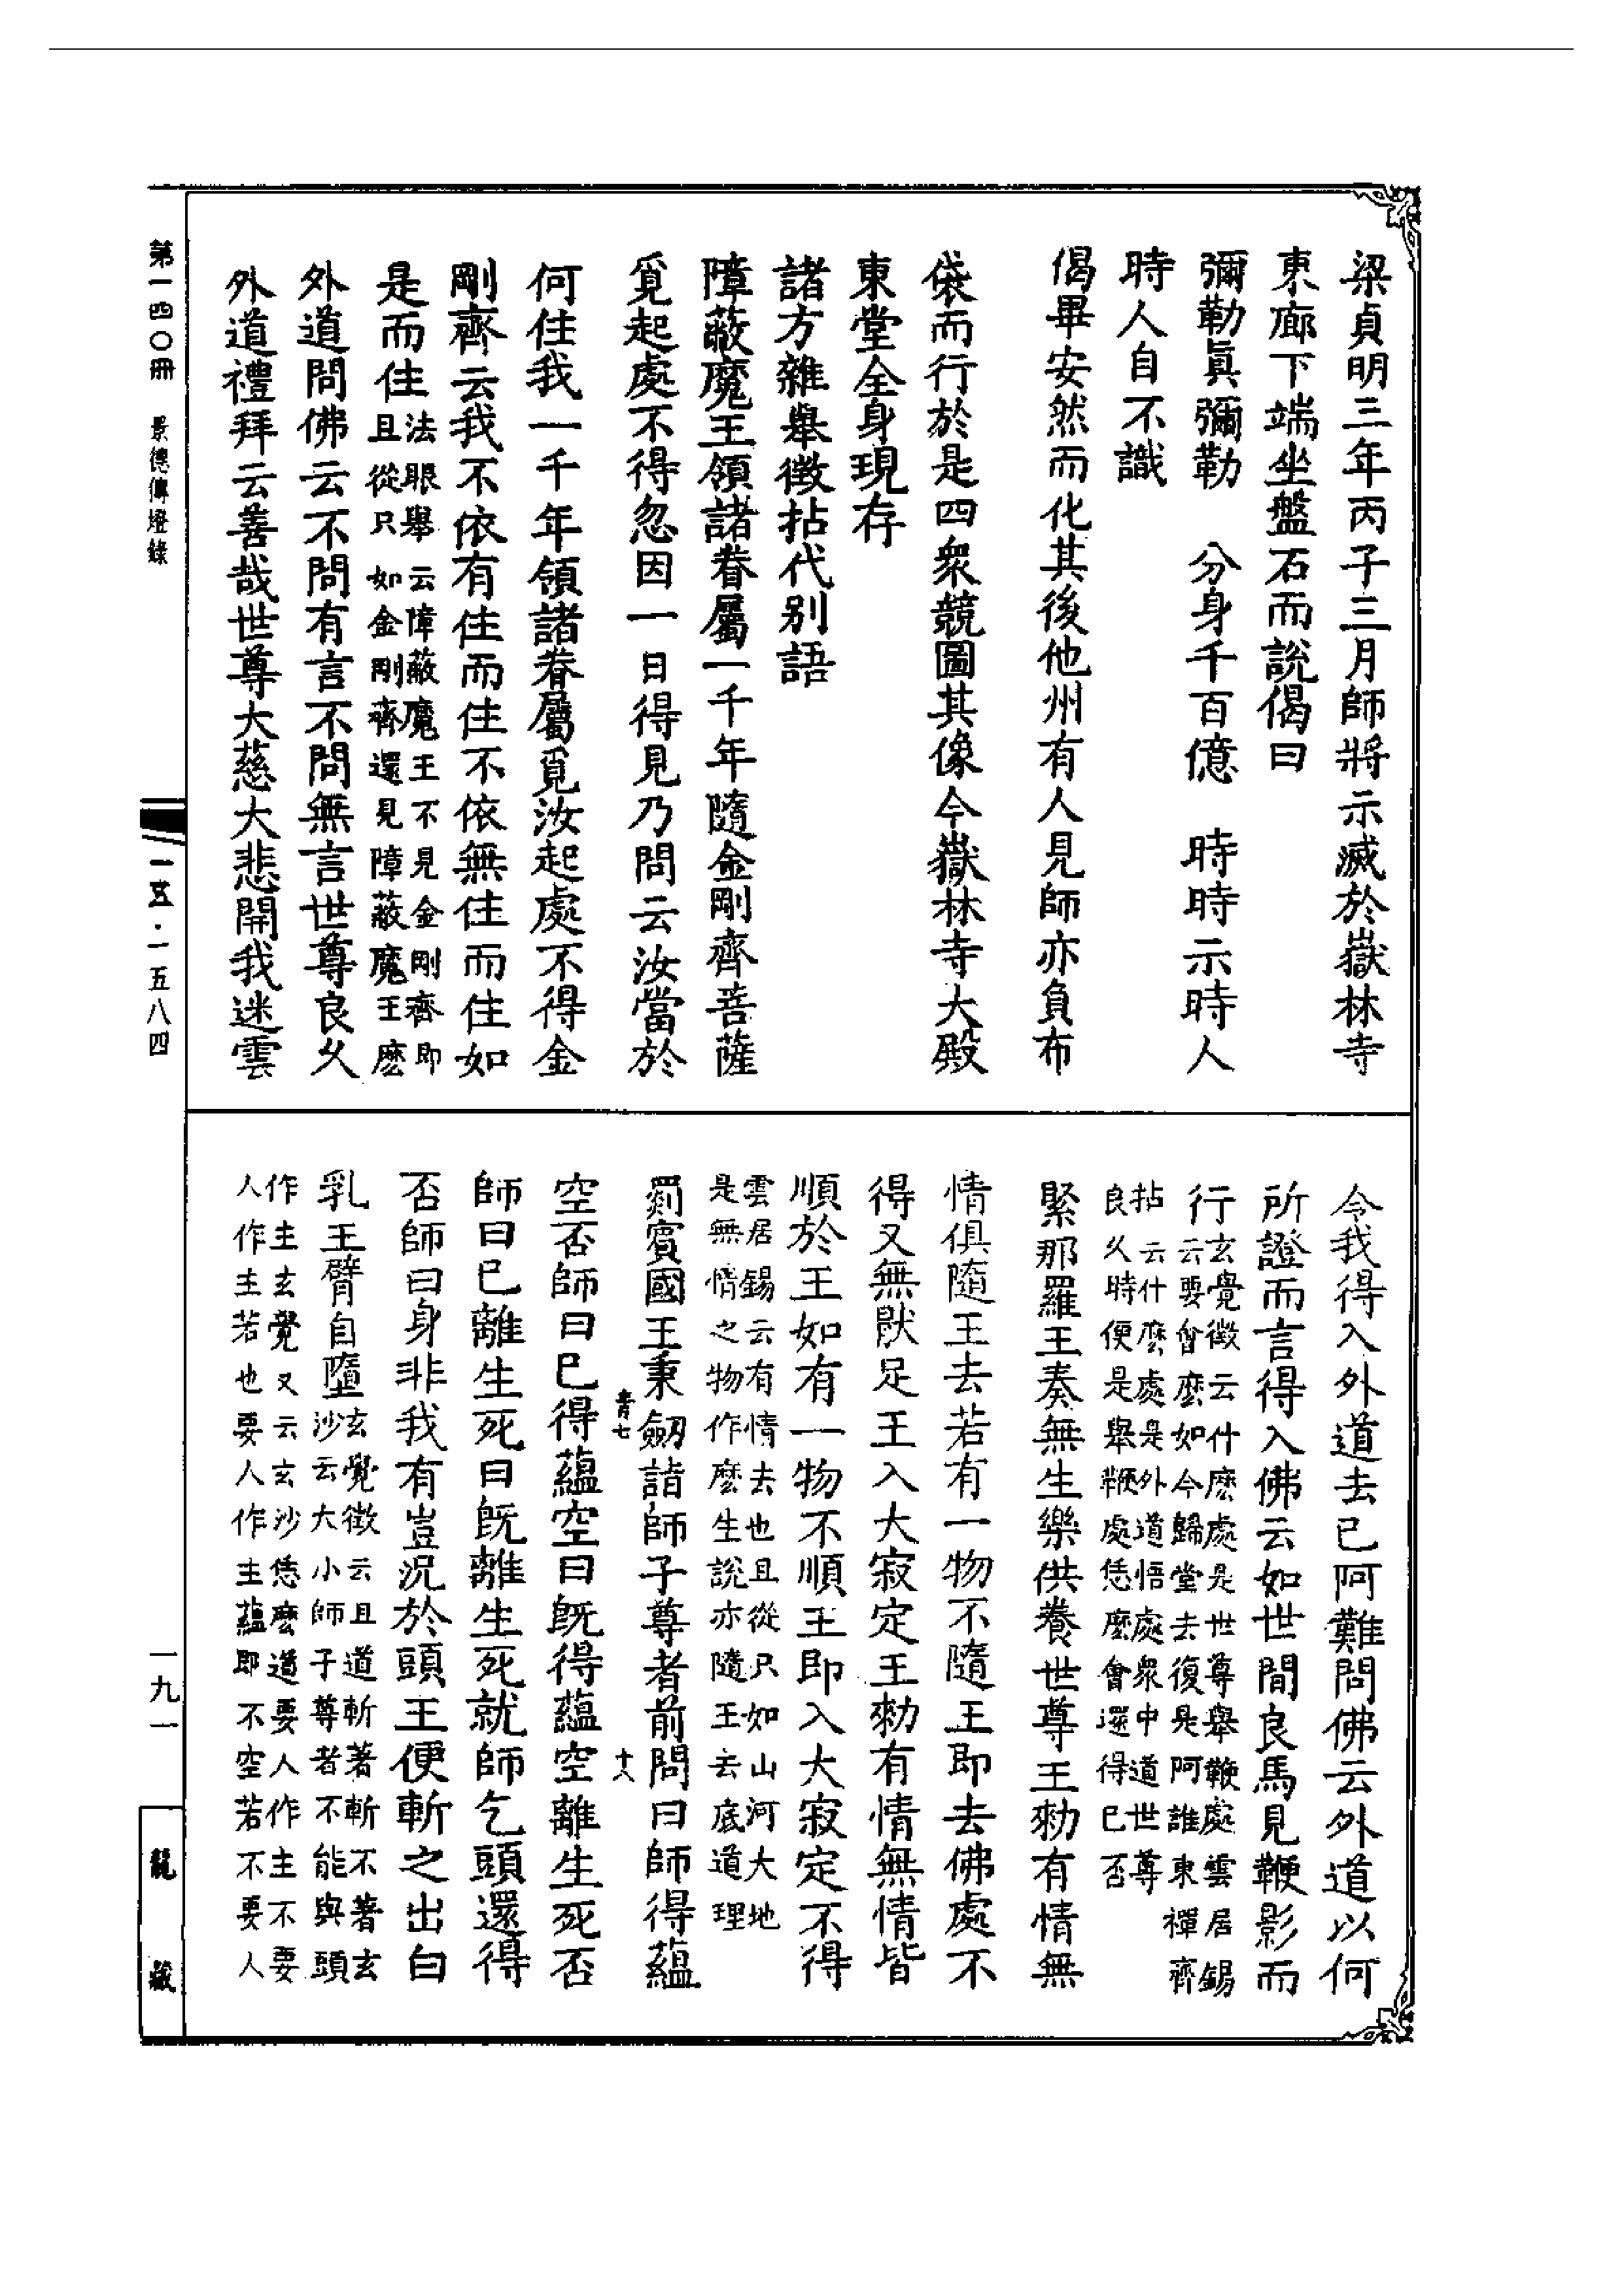 梁貞明三年丙子三月師將示滅於嶽林寺
東廊下端坐盤石而說偈曰
彌勒眞彌勒　分身千百億　時時示時人
時人自不識
偈畢安然而化其後他州有人見師亦負布
袋而行於是四衆競圖其像今嶽林寺大殿
東堂全身現存
諸方雜舉徵拈代别語
障蔽魔王領諸眷屬一千年隨金剛齊菩薩
覓起處不得忽因一日得見乃問云汝當於
何住我一千年領諸眷屬覓汝起處不得金
剛齊云我不依有住而住不依無住而住如
是而住
法眼舉云障蔽魔王不見金剛齊即
且從只如金剛齊還見障蔽魔王麽
外道問佛云不問有言不問無言世尊良久
外道禮拜云善哉世尊大慈大悲開我迷雲
令我得入外道去已阿難問佛云外道以何
所證而言得入佛云如世間良馬見鞭影而
行
玄覺徵云什麽處是世尊舉鞭處雲居錫
云要會麽如今歸堂去復是阿誰東禪齊
拈云什麽處是外道悟處衆中道世尊
良久時便是舉鞭處恁麽會還得已否
緊那羅王奏無生樂供養世尊王勑有情無
情俱隨王去若有一物不隨王即去佛處不
得又無猒足王入大寂定王勑有情無情皆
順於王如有一物不順王即入大寂定不得
雲居錫云有情去也且從只如山河大地
是無情之物作麽生說亦隨王去底道理
罽賓國王秉劒詣師子尊者前問曰師得蘊
青七
十八
空否師曰已得蘊空曰旣得蘊空離生死否
師曰已離生死曰旣離生死就師乞頭還得
否師曰身非我有豈況於頭王便斬之出白
乳王臂自墮
玄覺徵云且道斬著斬不著玄
沙云大小師子尊者不能與頭
作主玄覺又云玄沙恁麽道要人作主不要
人作主若也要人作主蘊即不空若不要人
第一四〇冊　景德傳燈錄
一五·一五八四
一九一
龍藏